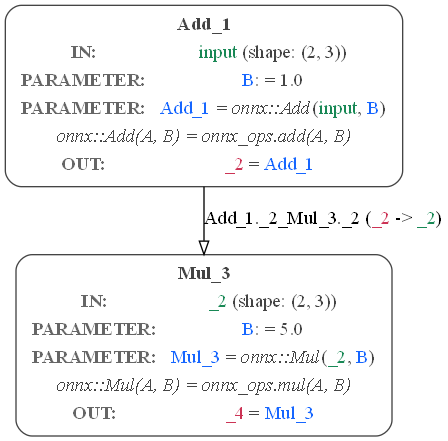 Add_1
IN: input (shape: (2, 3))
PARAMETER: B: = 1.0
PARAMETER: Add_1 = onnx::Add(input, B)
onnx::Add(A, B) = onnx_ops.add(A, B)
OUT: _2 = Add_1
Add_1._2_Mul_3._2 (_2 -> _2)
Mul_3
IN: _2 (shape: (2, 3))
PARAMETER: B: = 5.0
PARAMETER: Mul_3 = onnx::Mul(_2, B)
onnx::Mul(A, B) = onnx_ops.mul(A, B)
OUT: _4 = Mul_3